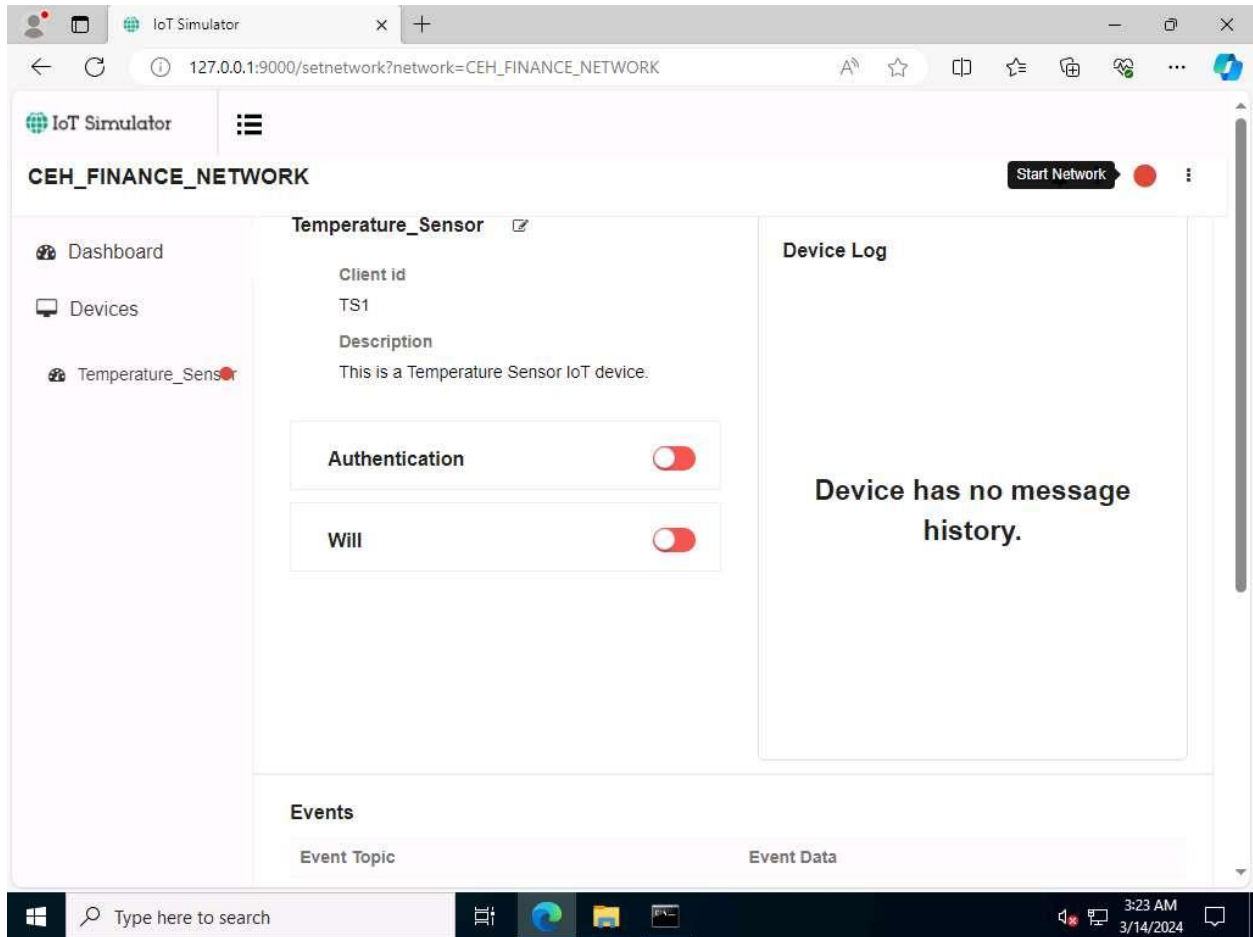 IoT Simulator
127.0.0.1:9000/setnetwork?network=CEH_FINANCE_NETWORK
IoT Simulator
CEH_FINANCE_NETWORK
Start Network
Dashboard
Devices
Temperature_Sensor
Temperature_Sensor
Client id
TS1
Description
This is a Temperature Sensor IoT device.
Authentication
Will
Device Log
Device has no message
history.
Events
Event Topic Event Data
Type here to search
3:23 AM
3/14/2024